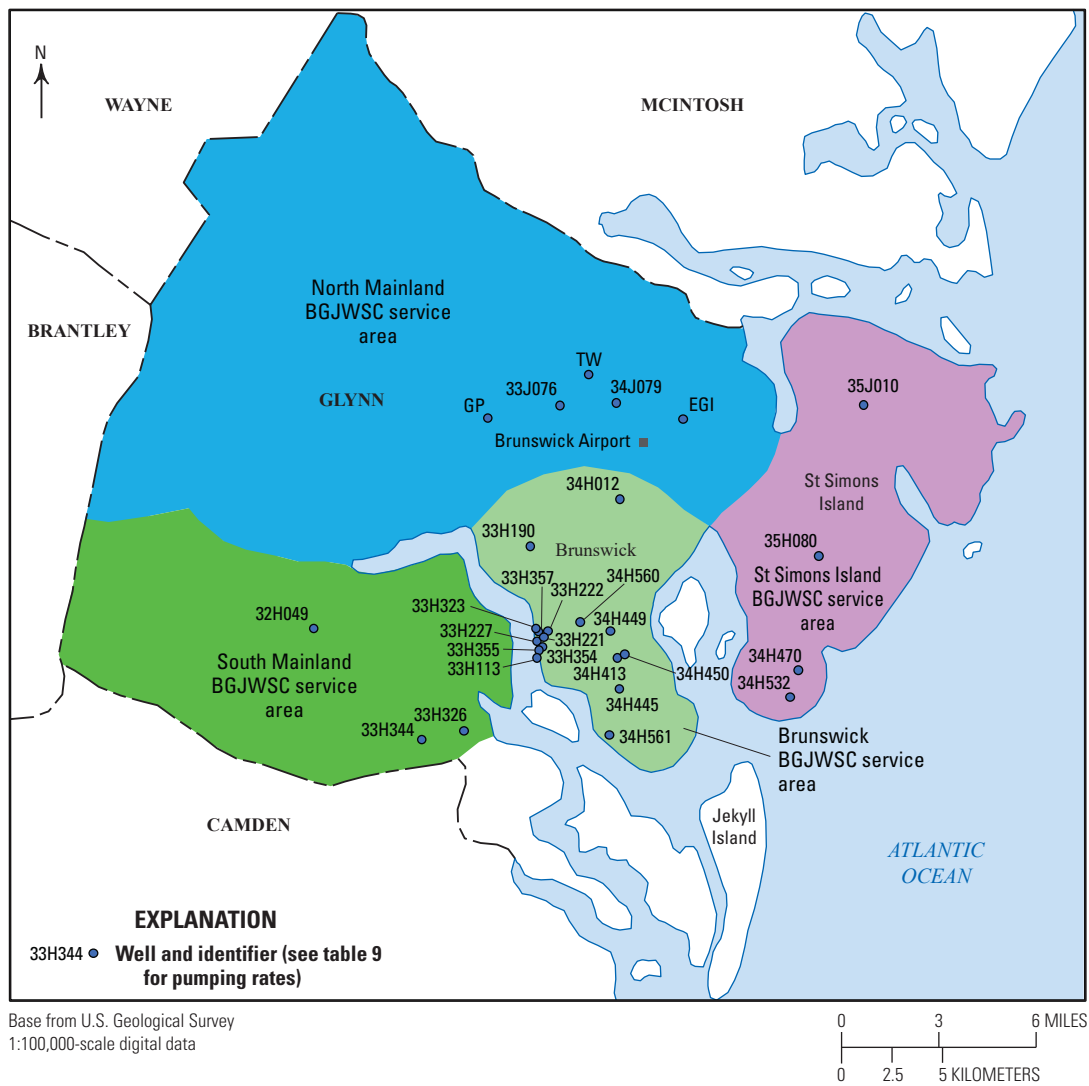 N
WAYNE
MCINTOSH
North Mainland
BGJWSC service
area
BRANTLEY
GLYNN
TW
33J076
34J079
GP
EGI
Brunswick Airport
35J010
St Simons
Island
34H012
33H190
Brunswick
35H080
St Simons Island
BGJWSC service
area
33H357
33H222
34H560
33H323
34H449
32H049
33H227
33H221
33H355
33H354
33H113
34H413
34H450
34H470
34H532
South Mainland
BGJWSC service
area
34H445
33H326
33H344
34H561
Brunswick
BGJWSC service
area
Jekyll
Island
CAMDEN
ATLANTIC
OCEAN
EXPLANATION
33H344 Well and identifier (see table 9
for pumping rates)
Base from U.S. Geological Survey
1:100,000-scale digital data
0 3 6 MILES
0 2.5 5 KILOMETERS